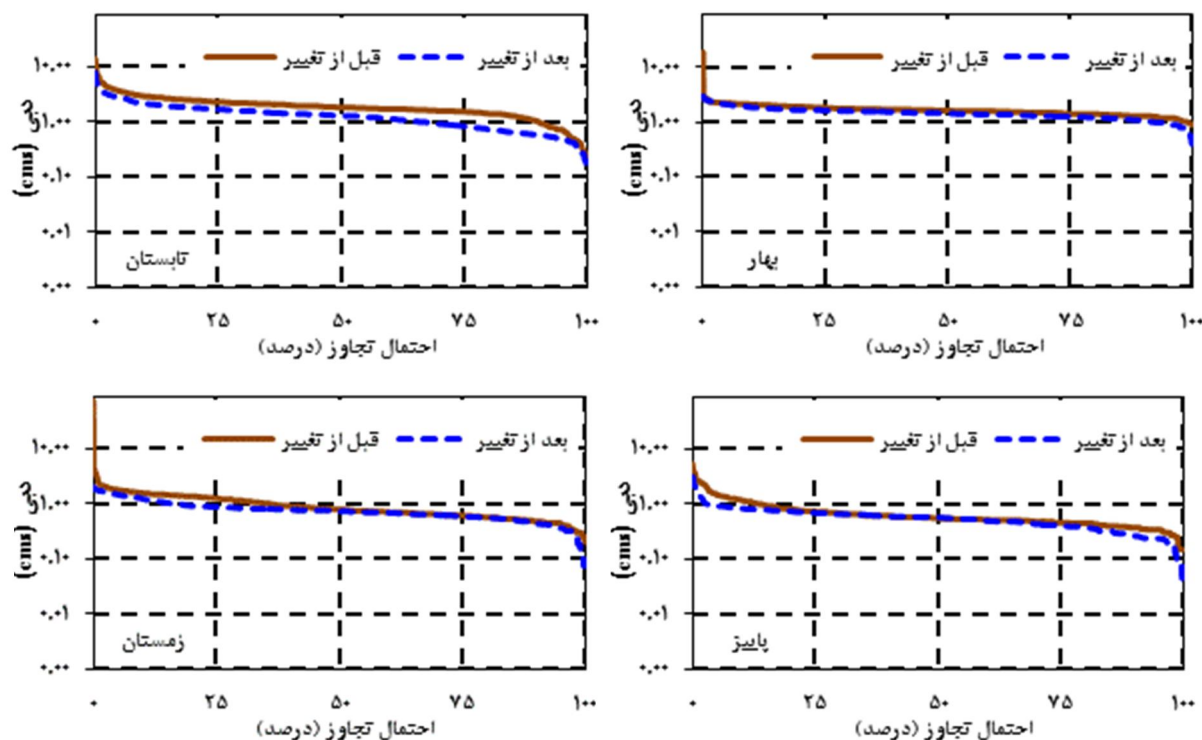 قبل از تغییر بعد از تغییر
۱۰.۰۰
۱.۰۰
۰.۱۰
۰.۰۱
۰.۰۰
دبی
(cms)
بهار
۰ ۲۵ ۵۰ ۷۵ ۱۰۰
احتمال تجاوز (درصد)
قبل از تغییر بعد از تغییر
۱۰.۰۰
۱.۰۰
۰.۱۰
۰.۰۱
۰.۰۰
دبی
(cms)
تابستان
۰ ۲۵ ۵۰ ۷۵ ۱۰۰
احتمال تجاوز (درصد)
قبل از تغییر بعد از تغییر
۱۰.۰۰
۱.۰۰
۰.۱۰
۰.۰۱
۰.۰۰
دبی
(cms)
پاییز
۰ ۲۵ ۵۰ ۷۵ ۱۰۰
احتمال تجاوز (درصد)
قبل از تغییر بعد از تغییر
۱۰.۰۰
۱.۰۰
۰.۱۰
۰.۰۱
۰.۰۰
دبی
(cms)
زمستان
۰ ۲۵ ۵۰ ۷۵ ۱۰۰
احتمال تجاوز (درصد)